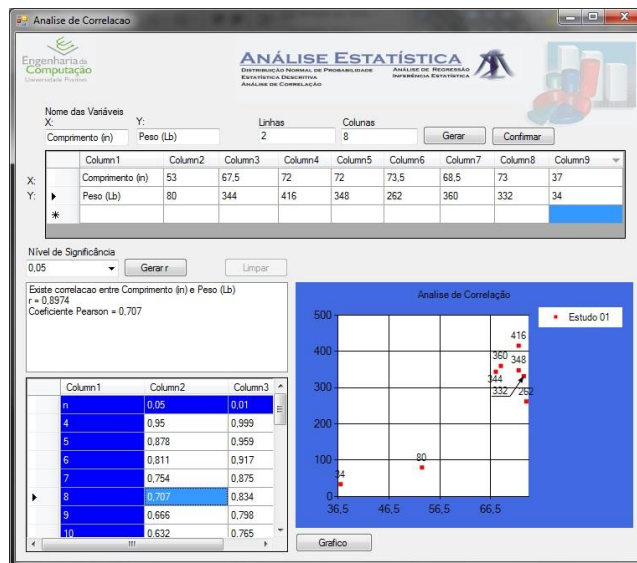 Analise de Correlacao
Engenharia da
Computação
ANÁLISE ESTATÍSTICA
DISTRIBUIÇÃO NORMAL DE PROBABILIDADE ANÁLISE DE REGRESSÃO
ESTATÍSTICA DESCRITIVA INFERÊNCIA ESTATÍSTICA
ANÁLISE DE CORRELAÇÃO
Nome das Variáveis
X: Y: Linhas Colunas
Comprimento (in) Peso (Lb) 2 8 Gerar Confirmar
Column1 Column2 Column3 Column4 Column5 Column6 Column7 Column8 Column9
X: Comprimento (in) 53 67,5 72 72 73,5 68,5 73 37
Y: Peso (Lb) 80 344 416 348 262 360 332 34
Nível de Significância
0,05 Gerar r Limpar
Existe correlacao entre Comprimento (in) e Peso (Lb)
r = 0,8974
Coeficiente Pearson = 0,707
Column1 Column2 Column3
n 0,05 0,01
4 0,95 0,999
5 0,878 0,959
6 0,811 0,917
7 0,754 0,875
8 0,707 0,834
9 0,666 0,798
10 0,632 0,765
Analise de Correlação
Estudo 01
500
416
400
360 348
344
332 262
300
200
100
80
34
0
36,5 46,5 56,5 66,5
Grafico